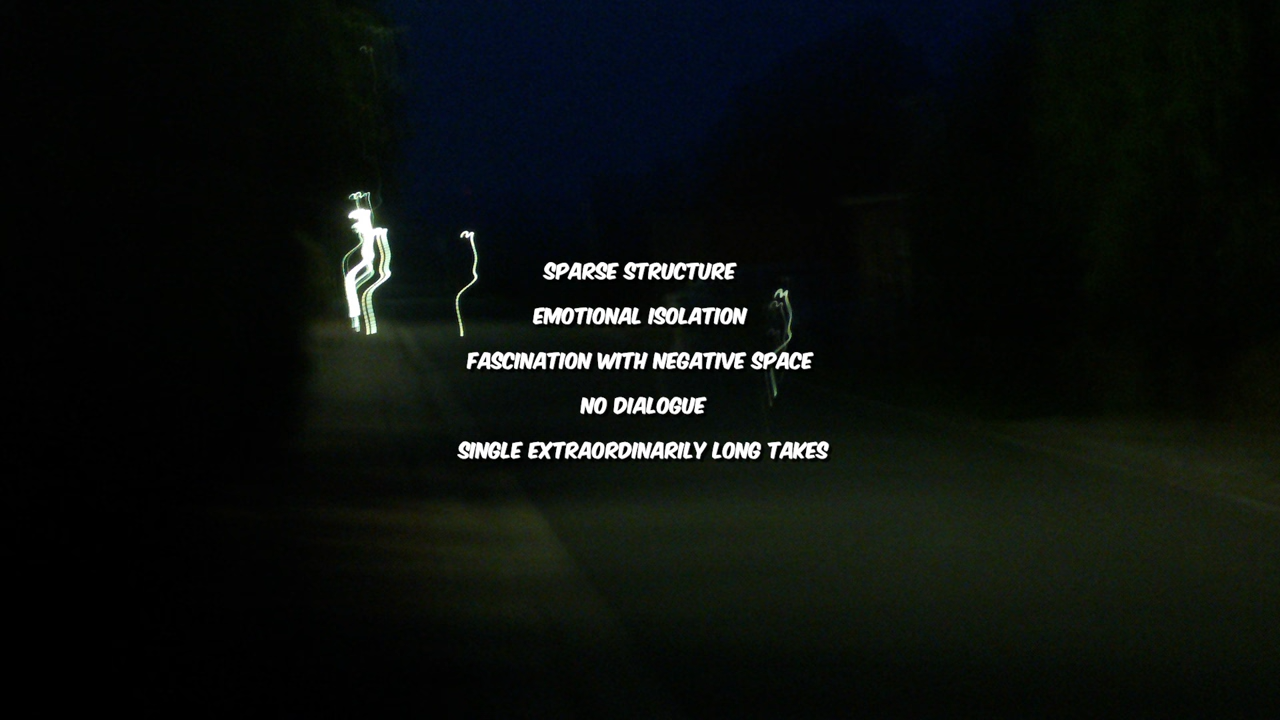 SPARSE STRUCTURE
EMOTIONAL ISOLATION
FASCINATION WITH NEGATIVE SPACE
NO DIALOGUE
SINGLE EXTRAORDINARILY LONG TAKES